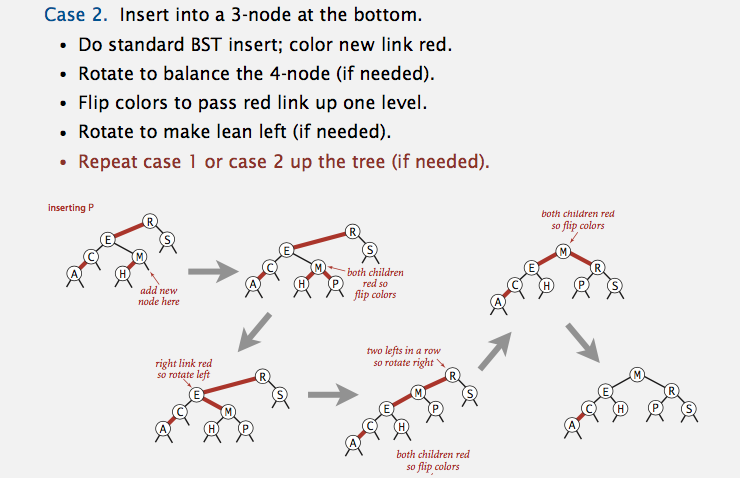 Case 2. Insert into a 3-node at the bottom.
• Do standard BST insert; color new link red.
• Rotate to balance the 4-node (if needed).
• Flip colors to pass red link up one level.
• Rotate to make lean left (if needed).
• Repeat case 1 or case 2 up the tree (if needed).
inserting P
R
E
S
C
M
A
H
add new
node here
R
E
S
C
M
A
H
P
both children
red so
flip colors
right link red
so rotate left
R
E
S
C
M
A
H
P
two lefts in a row
so rotate right
R
M
S
E
P
C
H
A
both children red
so flip colors
both children red
so flip colors
M
E
R
C
H
P
S
A
M
E
R
C
H
P
S
A